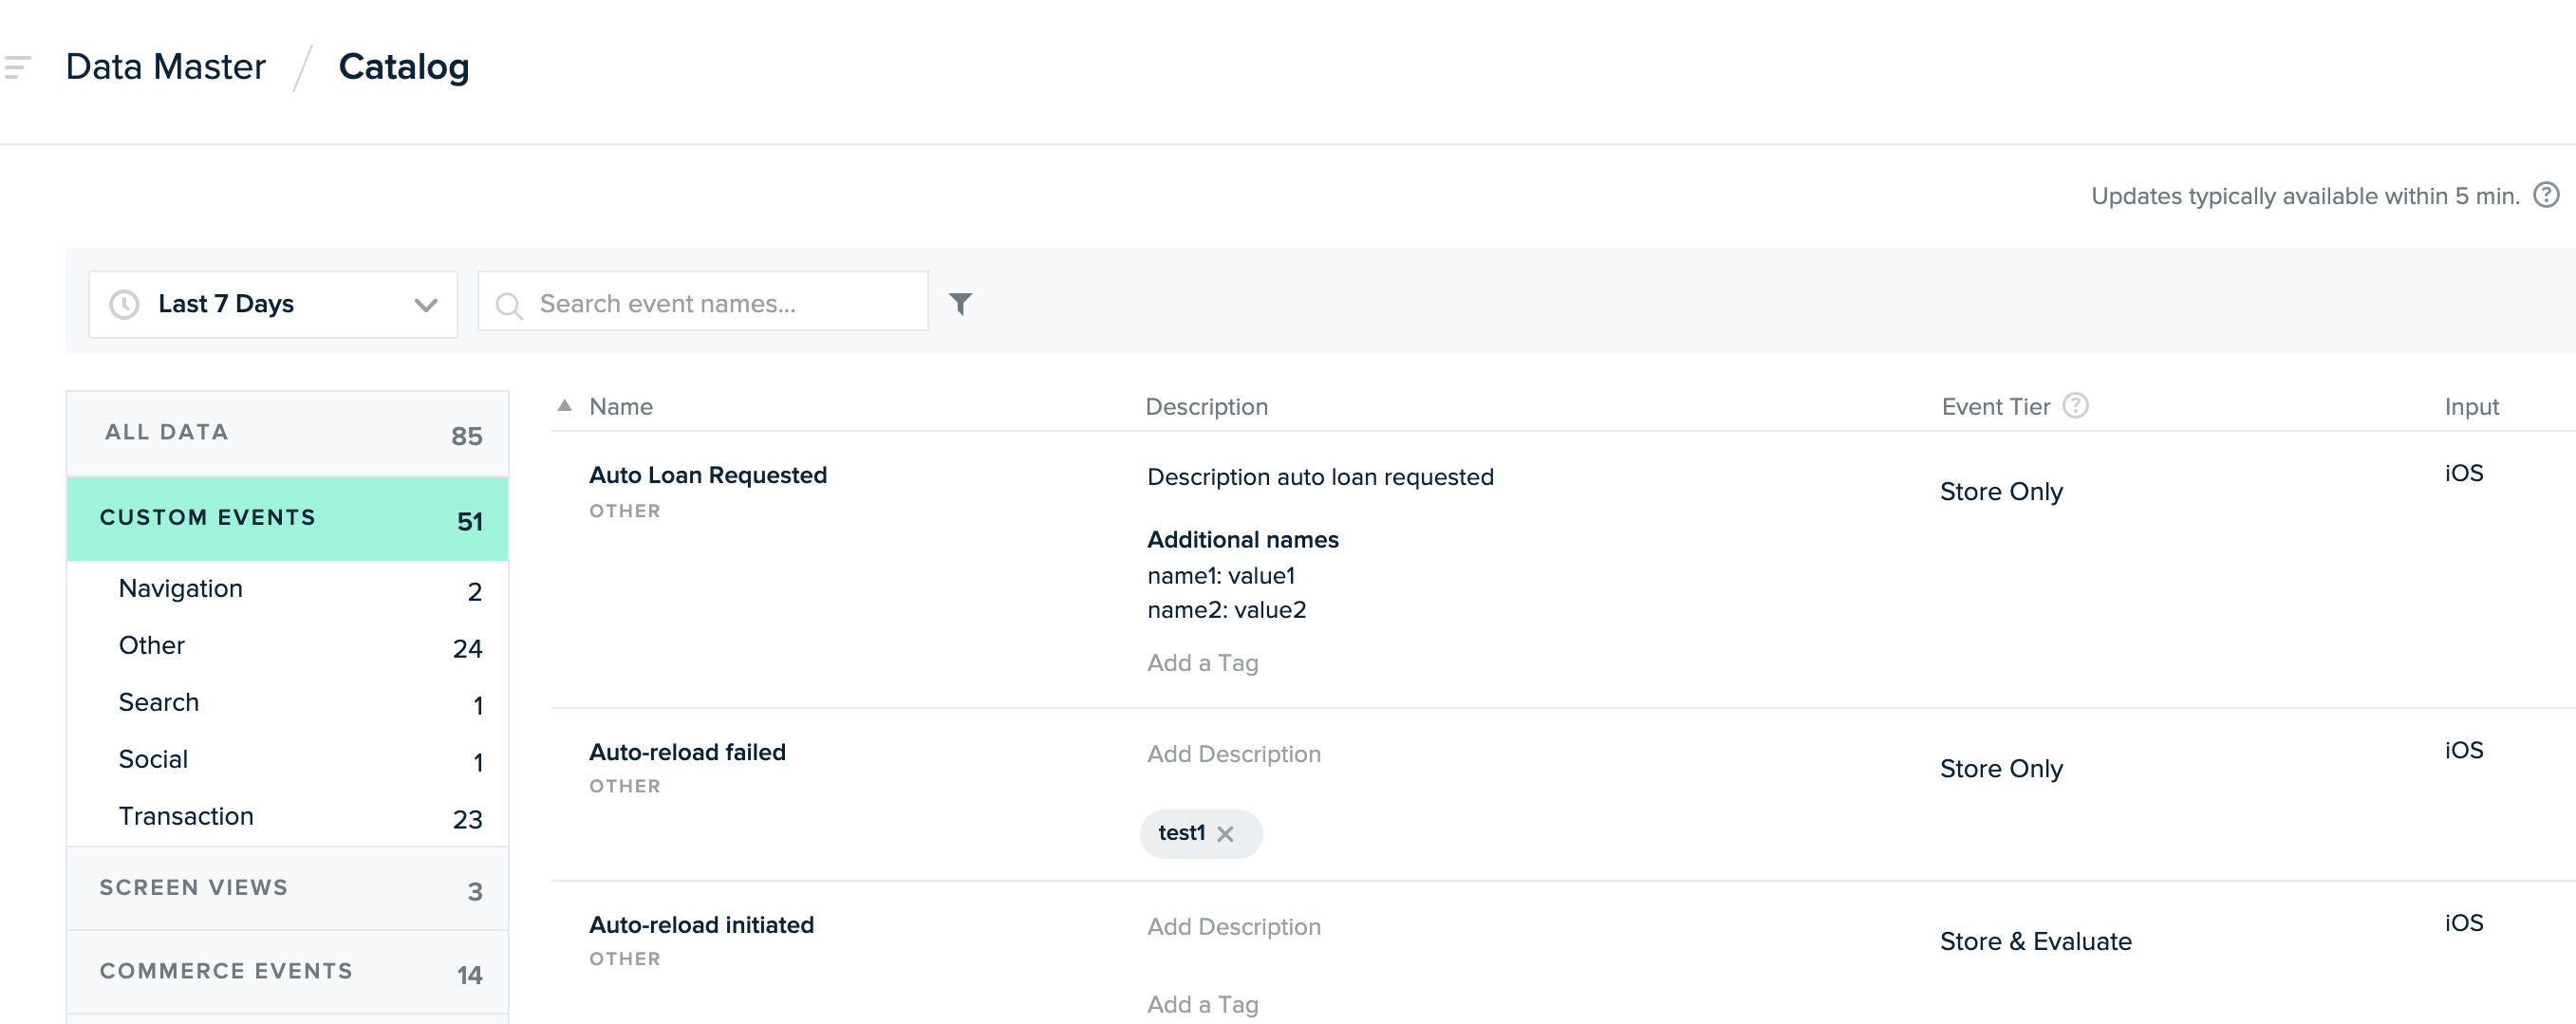 Data Master / Catalog
Updates typically available within 5 min. ?
Last 7 Days
Search event names...
ALL DATA 85
CUSTOM EVENTS 51
Navigation 2
Other 24
Search 1
Social 1
Transaction 23
SCREEN VIEWS 3
COMMERCE EVENTS 14
Name Description Event Tier ? Input
Auto Loan Requested
OTHER
Description auto loan requested
Additional names
name1: value1
name2: value2
Add a Tag
Store Only
iOS
Auto-reload failed
OTHER
Add Description
test1
Store Only
iOS
Auto-reload initiated
OTHER
Add Description
Add a Tag
Store & Evaluate
iOS